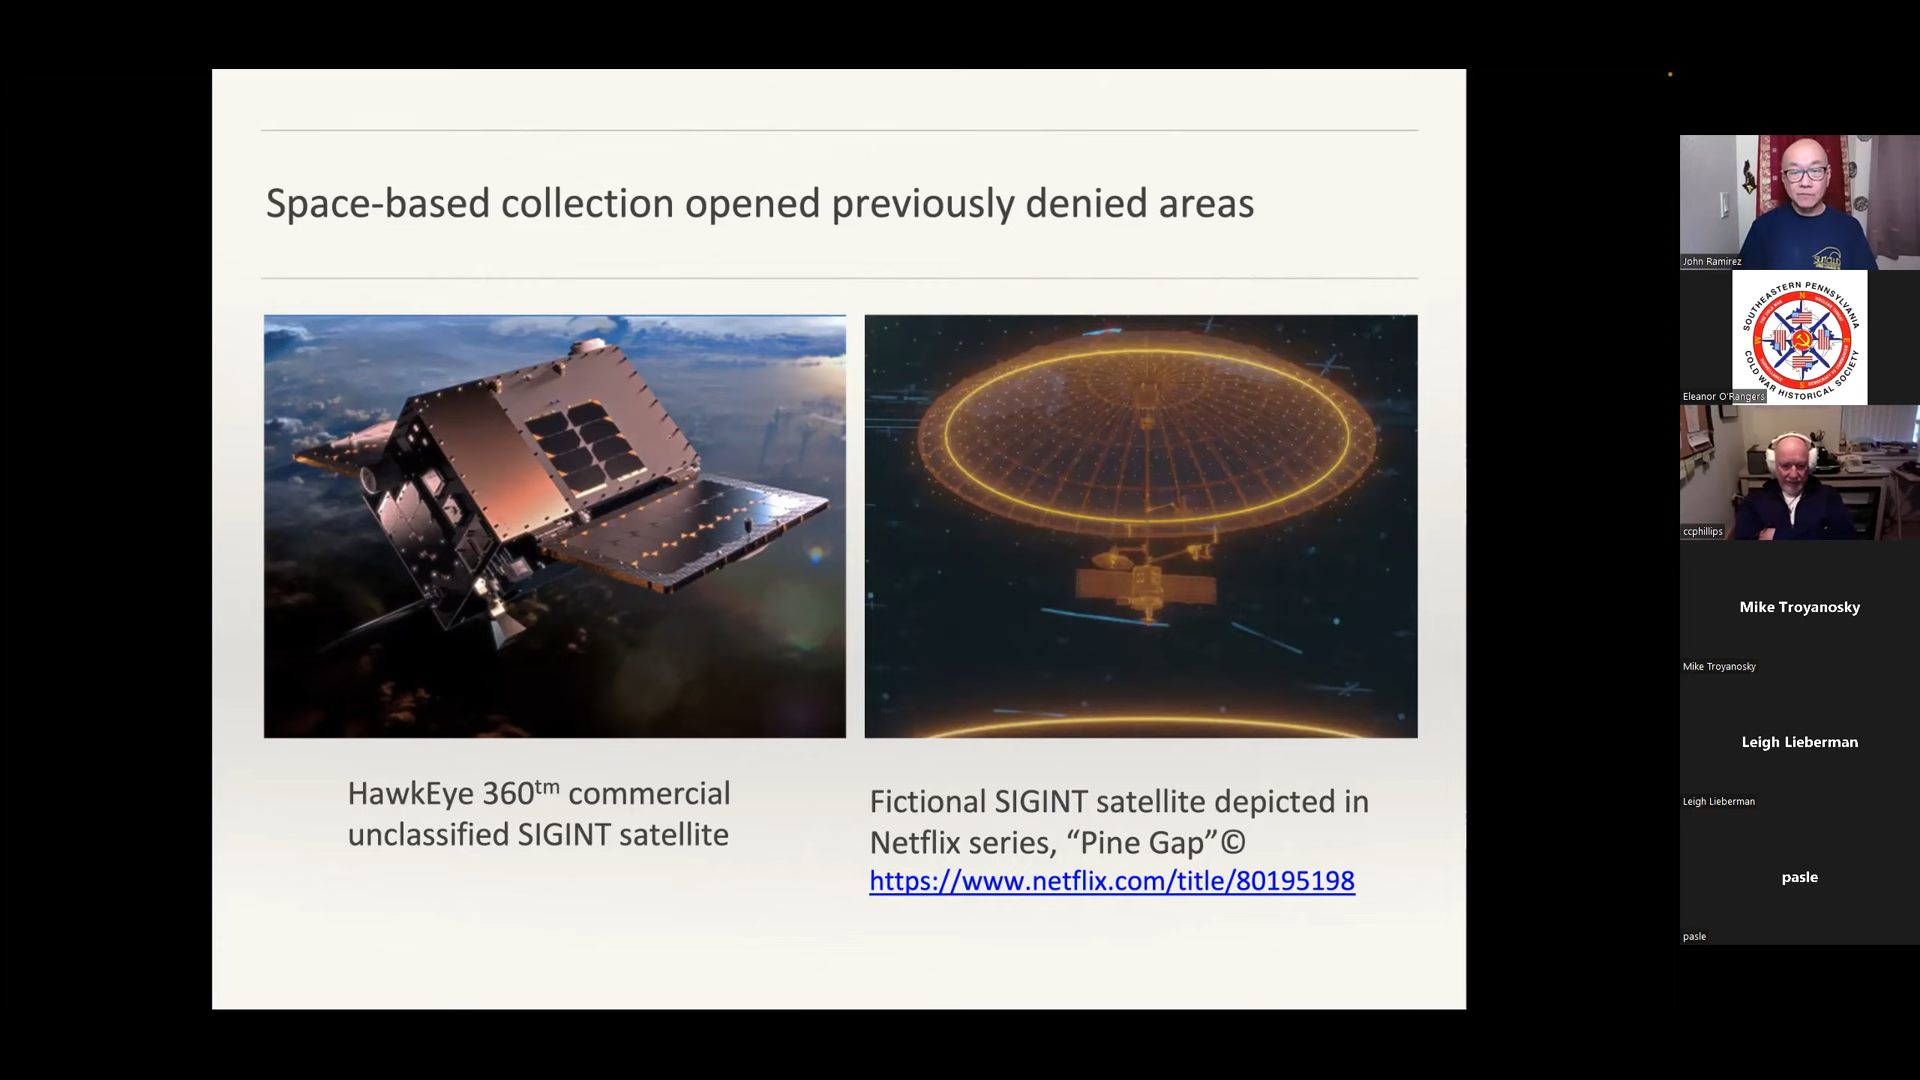 Space-based collection opened previously denied areas
HawkEye 360tm commercial
unclassified SIGINT satellite
Fictional SIGINT satellite depicted in
Netflix series, “Pine Gap”©
https://www.netflix.com/title/80195198
John Ramirez
SOUTHEASTERN PENNSYLVANIA
COLD WAR HISTORICAL SOCIETY
Eleanor O'Rangers
ccphillips
Mike Troyanosky
Mike Troyanosky
Leigh Lieberman
Leigh Lieberman
pasle
pasle